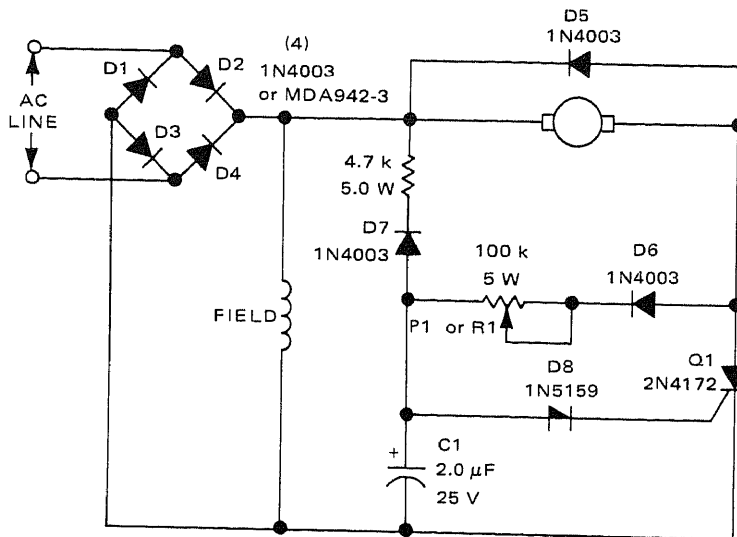 D5
1N4003
(4)
1N4003
or MDA942-3
D1
D2
AC
LINE
D3
D4
4.7 k
5.0 W
D7
1N4003
100 k
5 W
D6
1N4003
FIELD
P1 or R1
Q1
2N4172
D8
1N5159
+
C1
2.0 μF
25 V